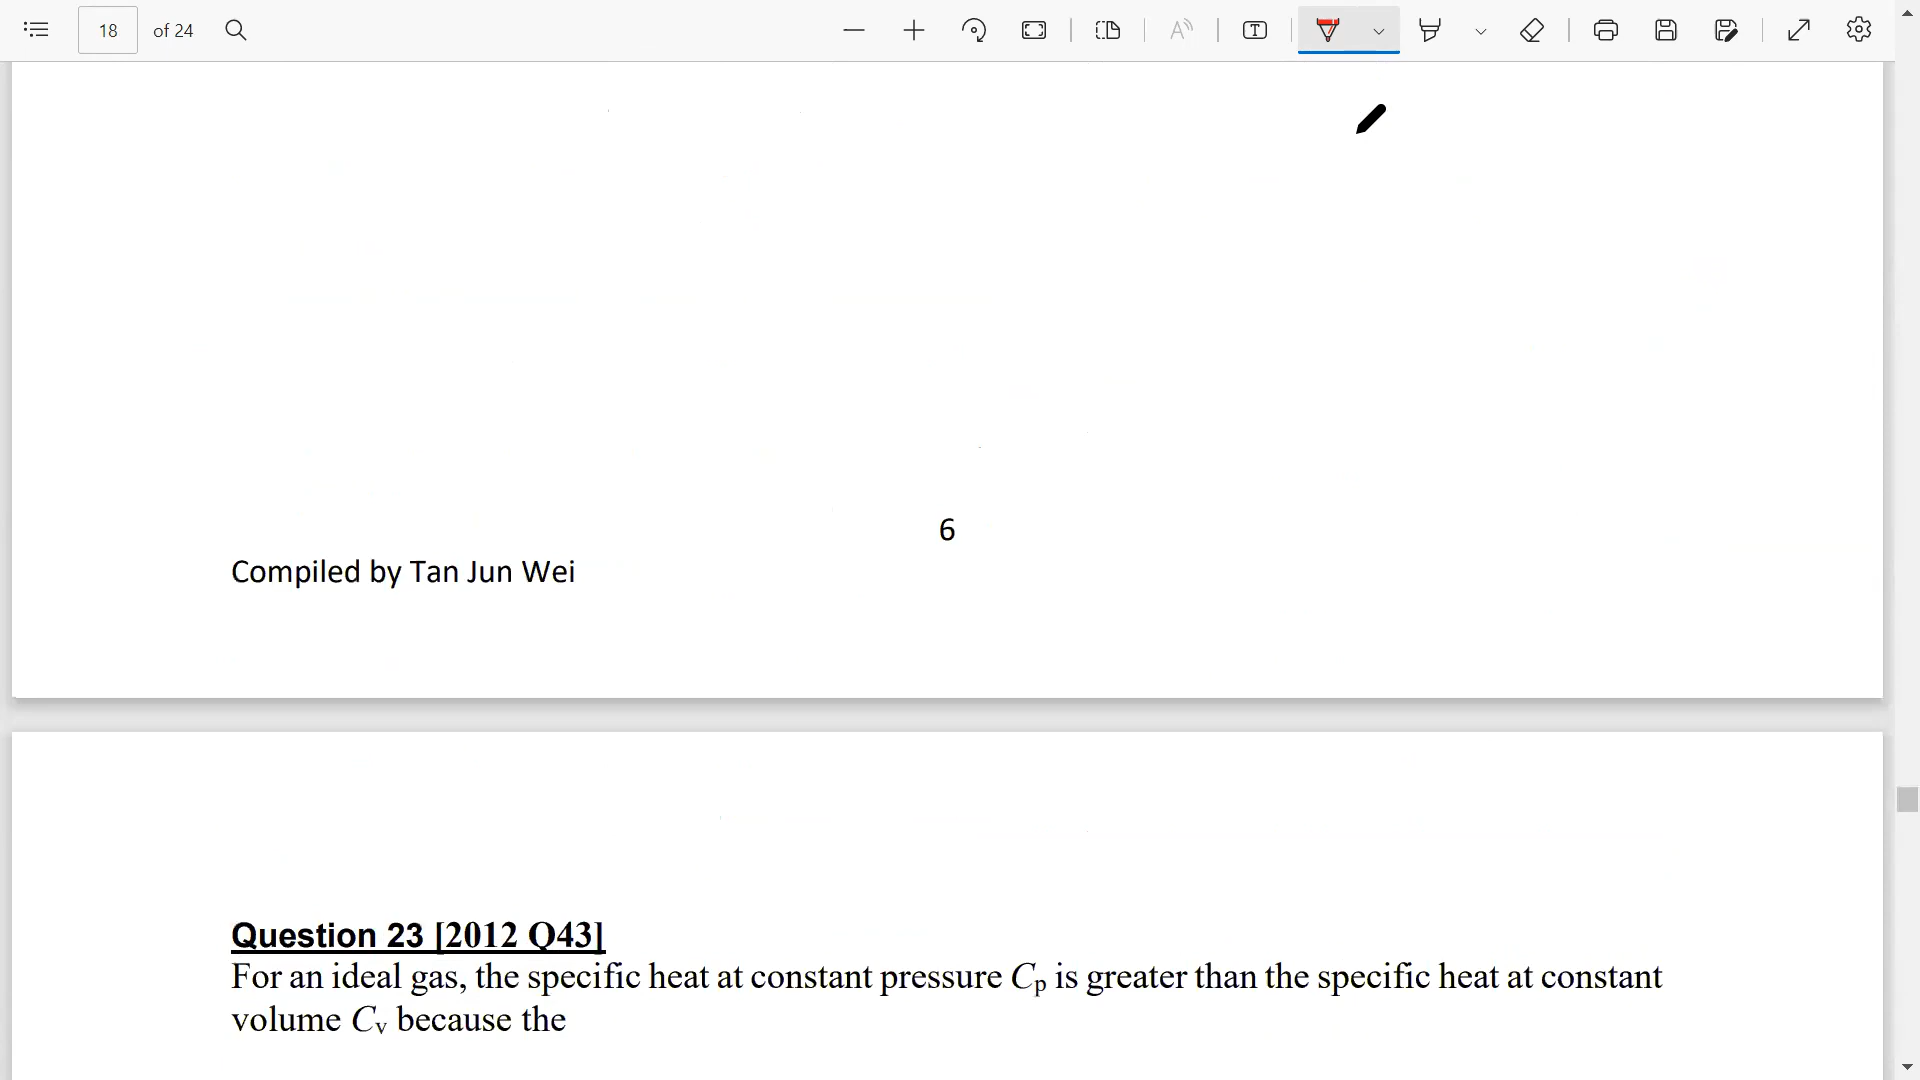 18 of 24
6
Compiled by Tan Jun Wei
Question 23 [2012 Q43]
For an ideal gas, the specific heat at constant pressure Cp is greater than the specific heat at constant
volume Cv because the